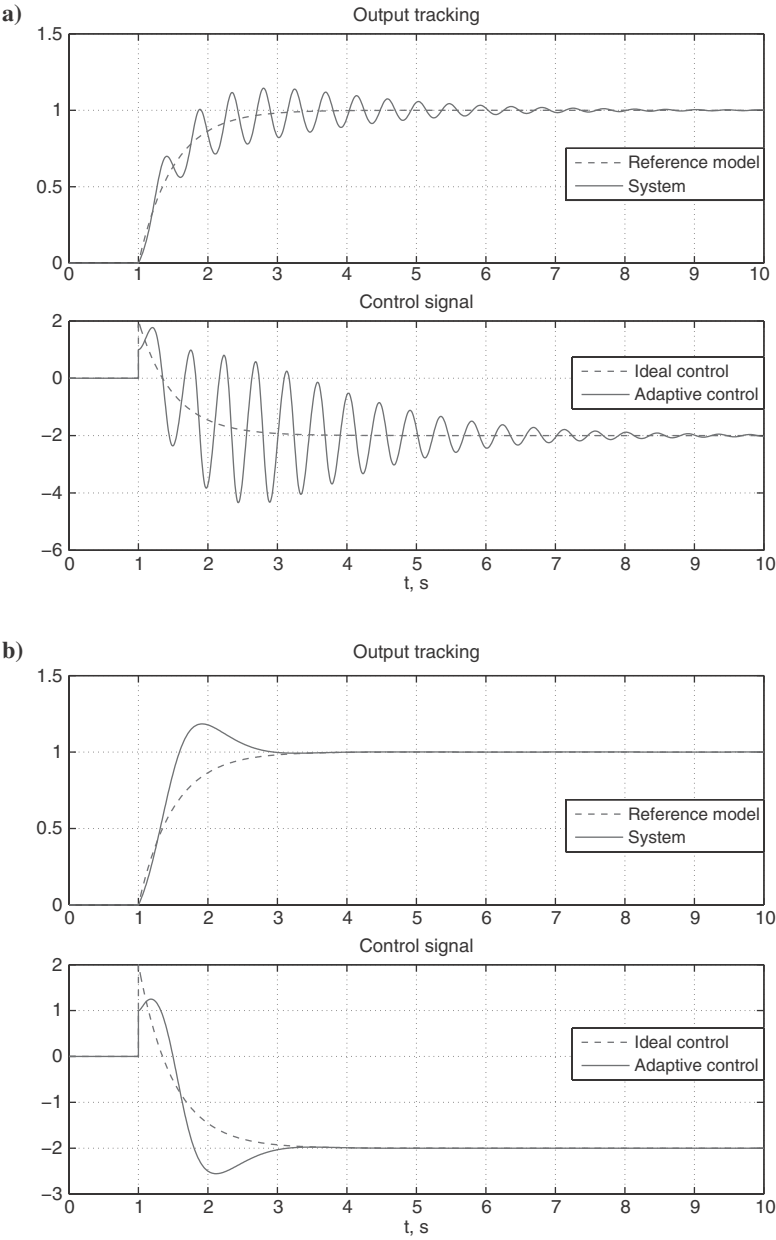 a)
Output tracking
1.5
1
0.5
0
Reference model
System
0 1 2 3 4 5 6 7 8 9 10
Control signal
2
0
−2
−4
−6
Ideal control
Adaptive control
0 1 2 3 4 5 6 7 8 9 10
t, s
b)
Output tracking
1.5
1
0.5
0
Reference model
System
0 1 2 3 4 5 6 7 8 9 10
Control signal
2
1
0
−1
−2
−3
Ideal control
Adaptive control
0 1 2 3 4 5 6 7 8 9 10
t, s